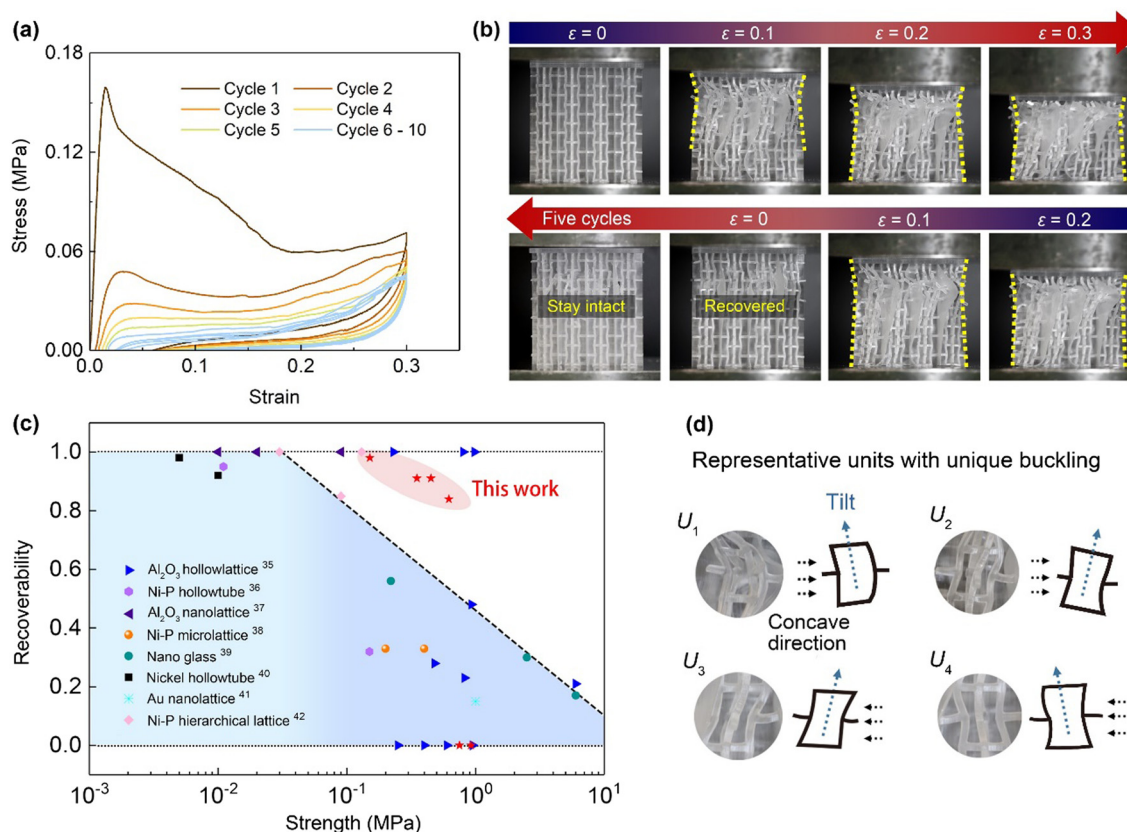 (a)
0.18
0.12
0.06
0.00
Stress (MPa)
Cycle 1
Cycle 2
Cycle 3
Cycle 4
Cycle 5
Cycle 6 - 10
0.0
0.1
0.2
0.3
Strain
(b)
ε = 0
ε = 0.1
ε = 0.2
ε = 0.3
Five cycles
ε = 0
ε = 0.1
ε = 0.2
Stay intact
Recovered
(c)
1.0
0.8
0.6
0.4
0.2
0.0
Recoverability
This work
Al₂O₃ hollowlattice ³⁵
Ni-P hollowtube ³⁶
Al₂O₃ nanolattice ³⁷
Ni-P microlattice ³⁸
Nano glass ³⁹
Nickel hollowtube ⁴⁰
Au nanolattice ⁴¹
Ni-P hierarchical lattice ⁴²
10⁻³
10⁻²
10⁻¹
10⁰
10¹
Strength (MPa)
(d)
Representative units with unique buckling
U₁
Tilt
Concave
direction
U₂
U₃
U₄